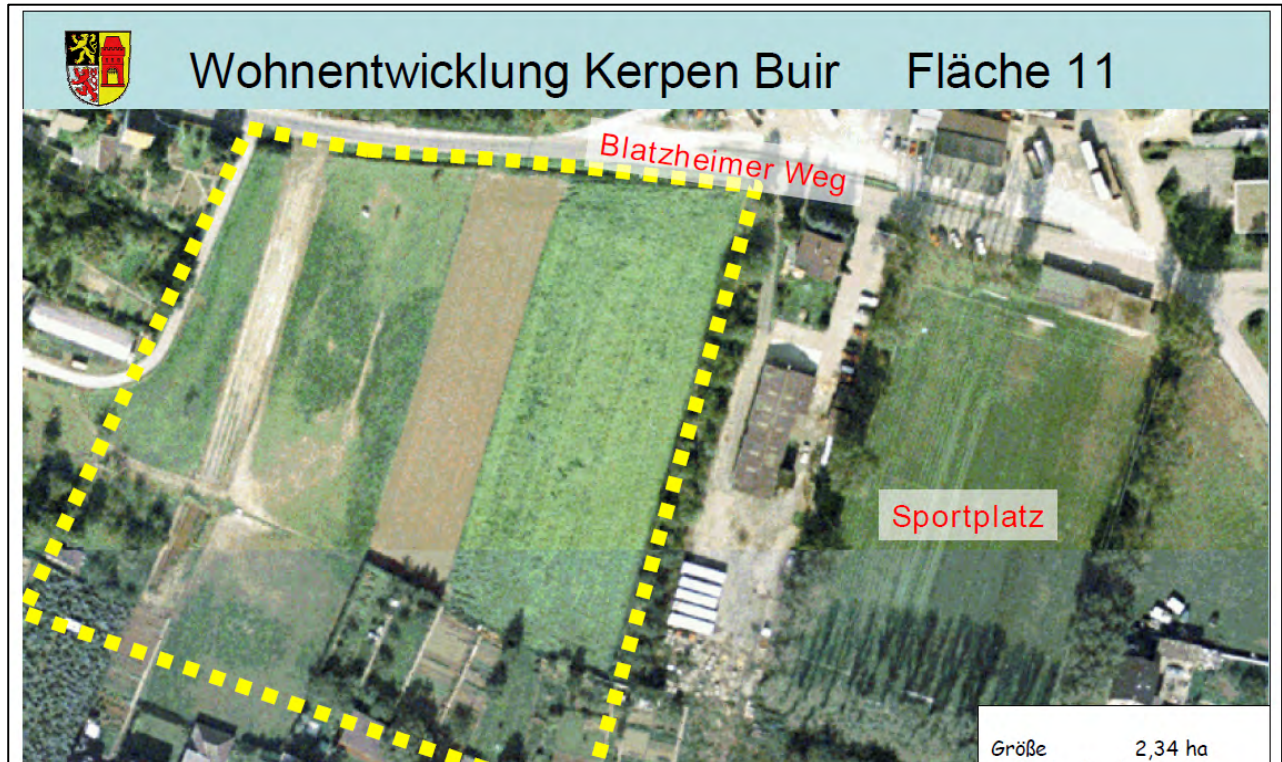 Wohnentwicklung Kerpen Buir Fläche 11
Blatzheimer Weg
Sportplatz
Größe 2,34 ha